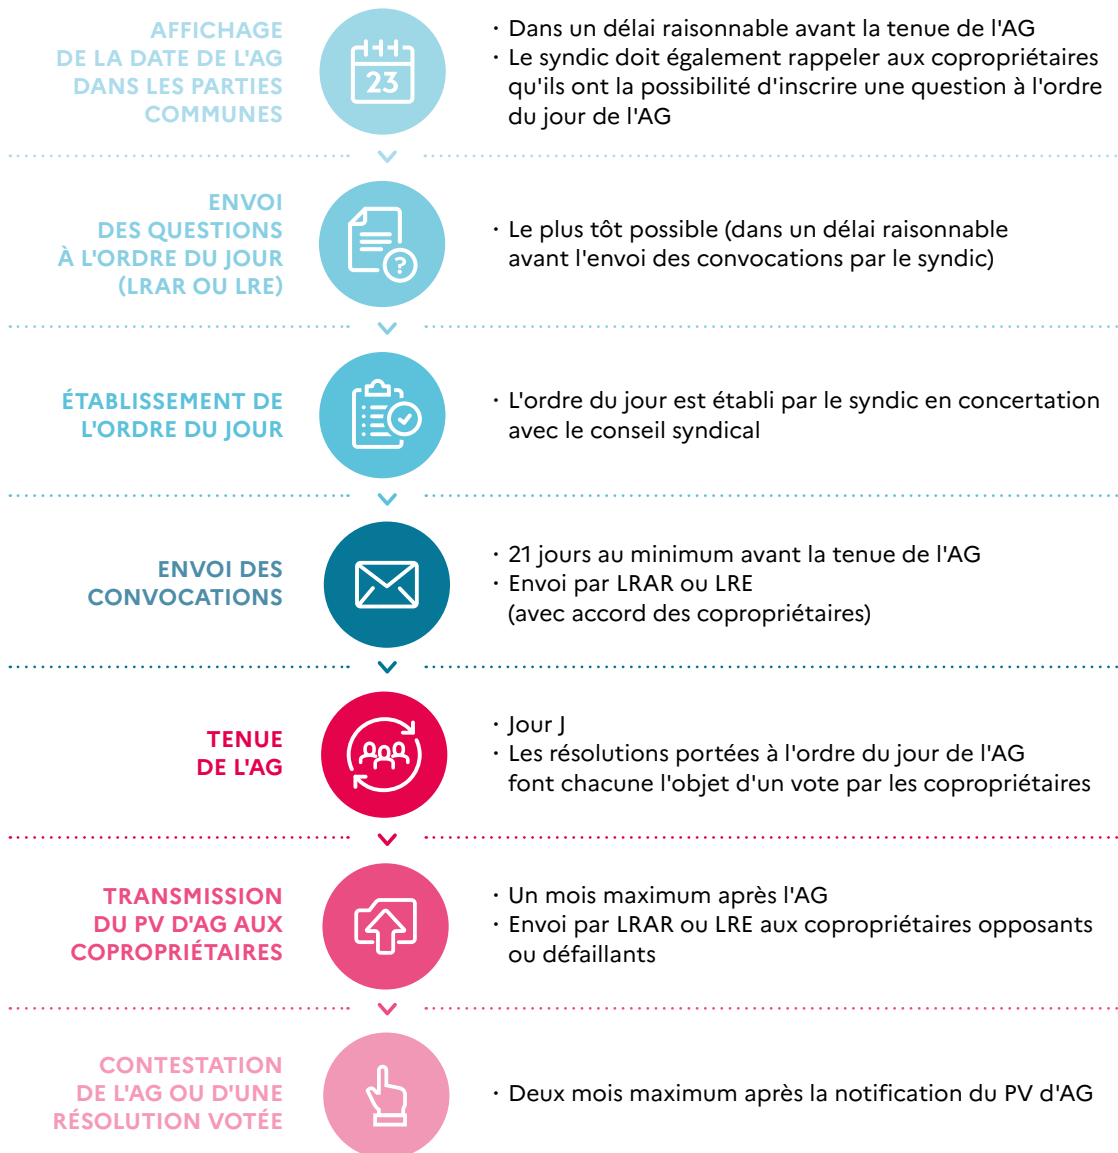 AFFICHAGE
DE LA DATE DE L'AG
DANS LES PARTIES
COMMUNES
23
· Dans un délai raisonnable avant la tenue de l'AG
· Le syndic doit également rappeler aux copropriétaires
qu'ils ont la possibilité d'inscrire une question à l'ordre
du jour de l'AG
ENVOI
DES QUESTIONS
À L'ORDRE DU JOUR
(LRAR OU LRE)
?
· Le plus tôt possible (dans un délai raisonnable
avant l'envoi des convocations par le syndic)
ÉTABLISSEMENT DE
L'ORDRE DU JOUR
· L'ordre du jour est établi par le syndic en concertation
avec le conseil syndical
ENVOI DES
CONVOCATIONS
· 21 jours au minimum avant la tenue de l'AG
· Envoi par LRAR ou LRE
(avec accord des copropriétaires)
TENUE
DE L'AG
· Jour J
· Les résolutions portées à l'ordre du jour de l'AG
font chacune l'objet d'un vote par les copropriétaires
TRANSMISSION
DU PV D'AG AUX
COPROPRIÉTAIRES
· Un mois maximum après l'AG
· Envoi par LRAR ou LRE aux copropriétaires opposants
ou défaillants
CONTESTATION
DE L'AG OU D'UNE
RÉSOLUTION VOTÉE
· Deux mois maximum après la notification du PV d'AG